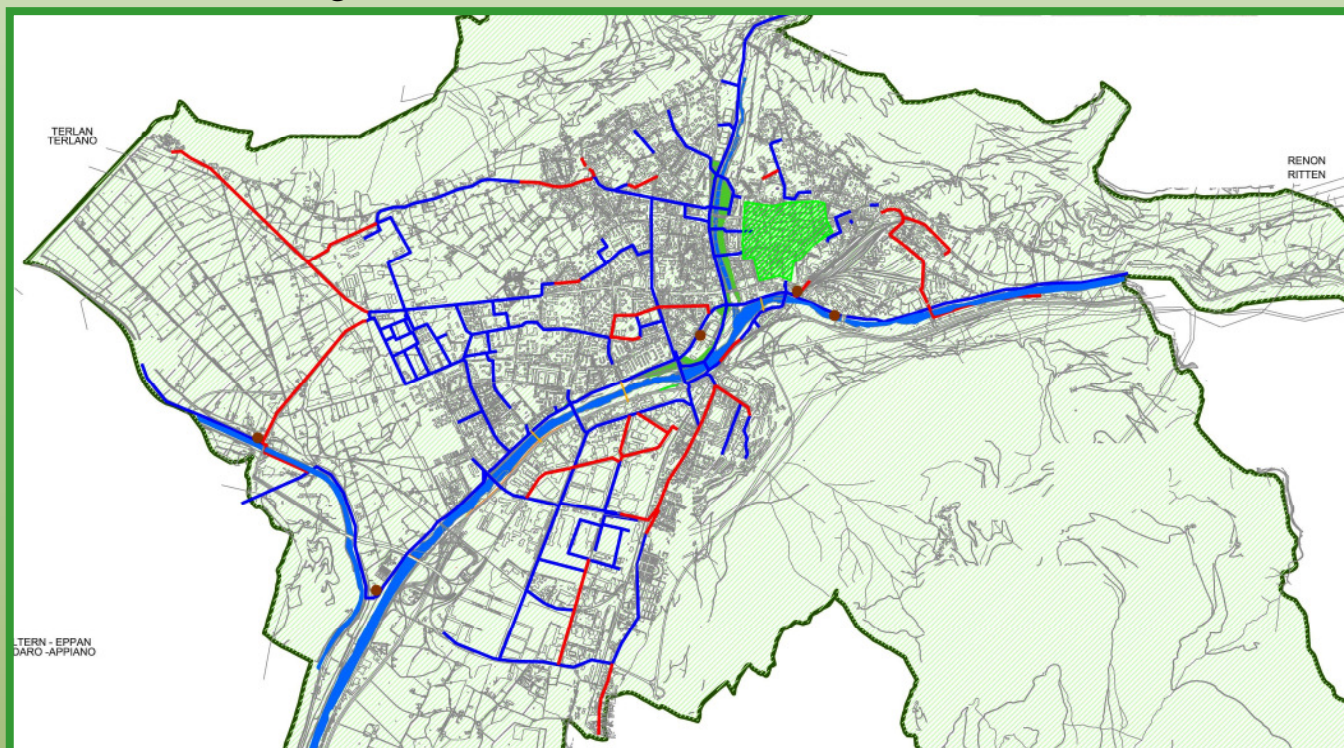 TERLAN
TERLANO
RENON
RITTEN
LTERN - EPPAN
DARO -APPIANO